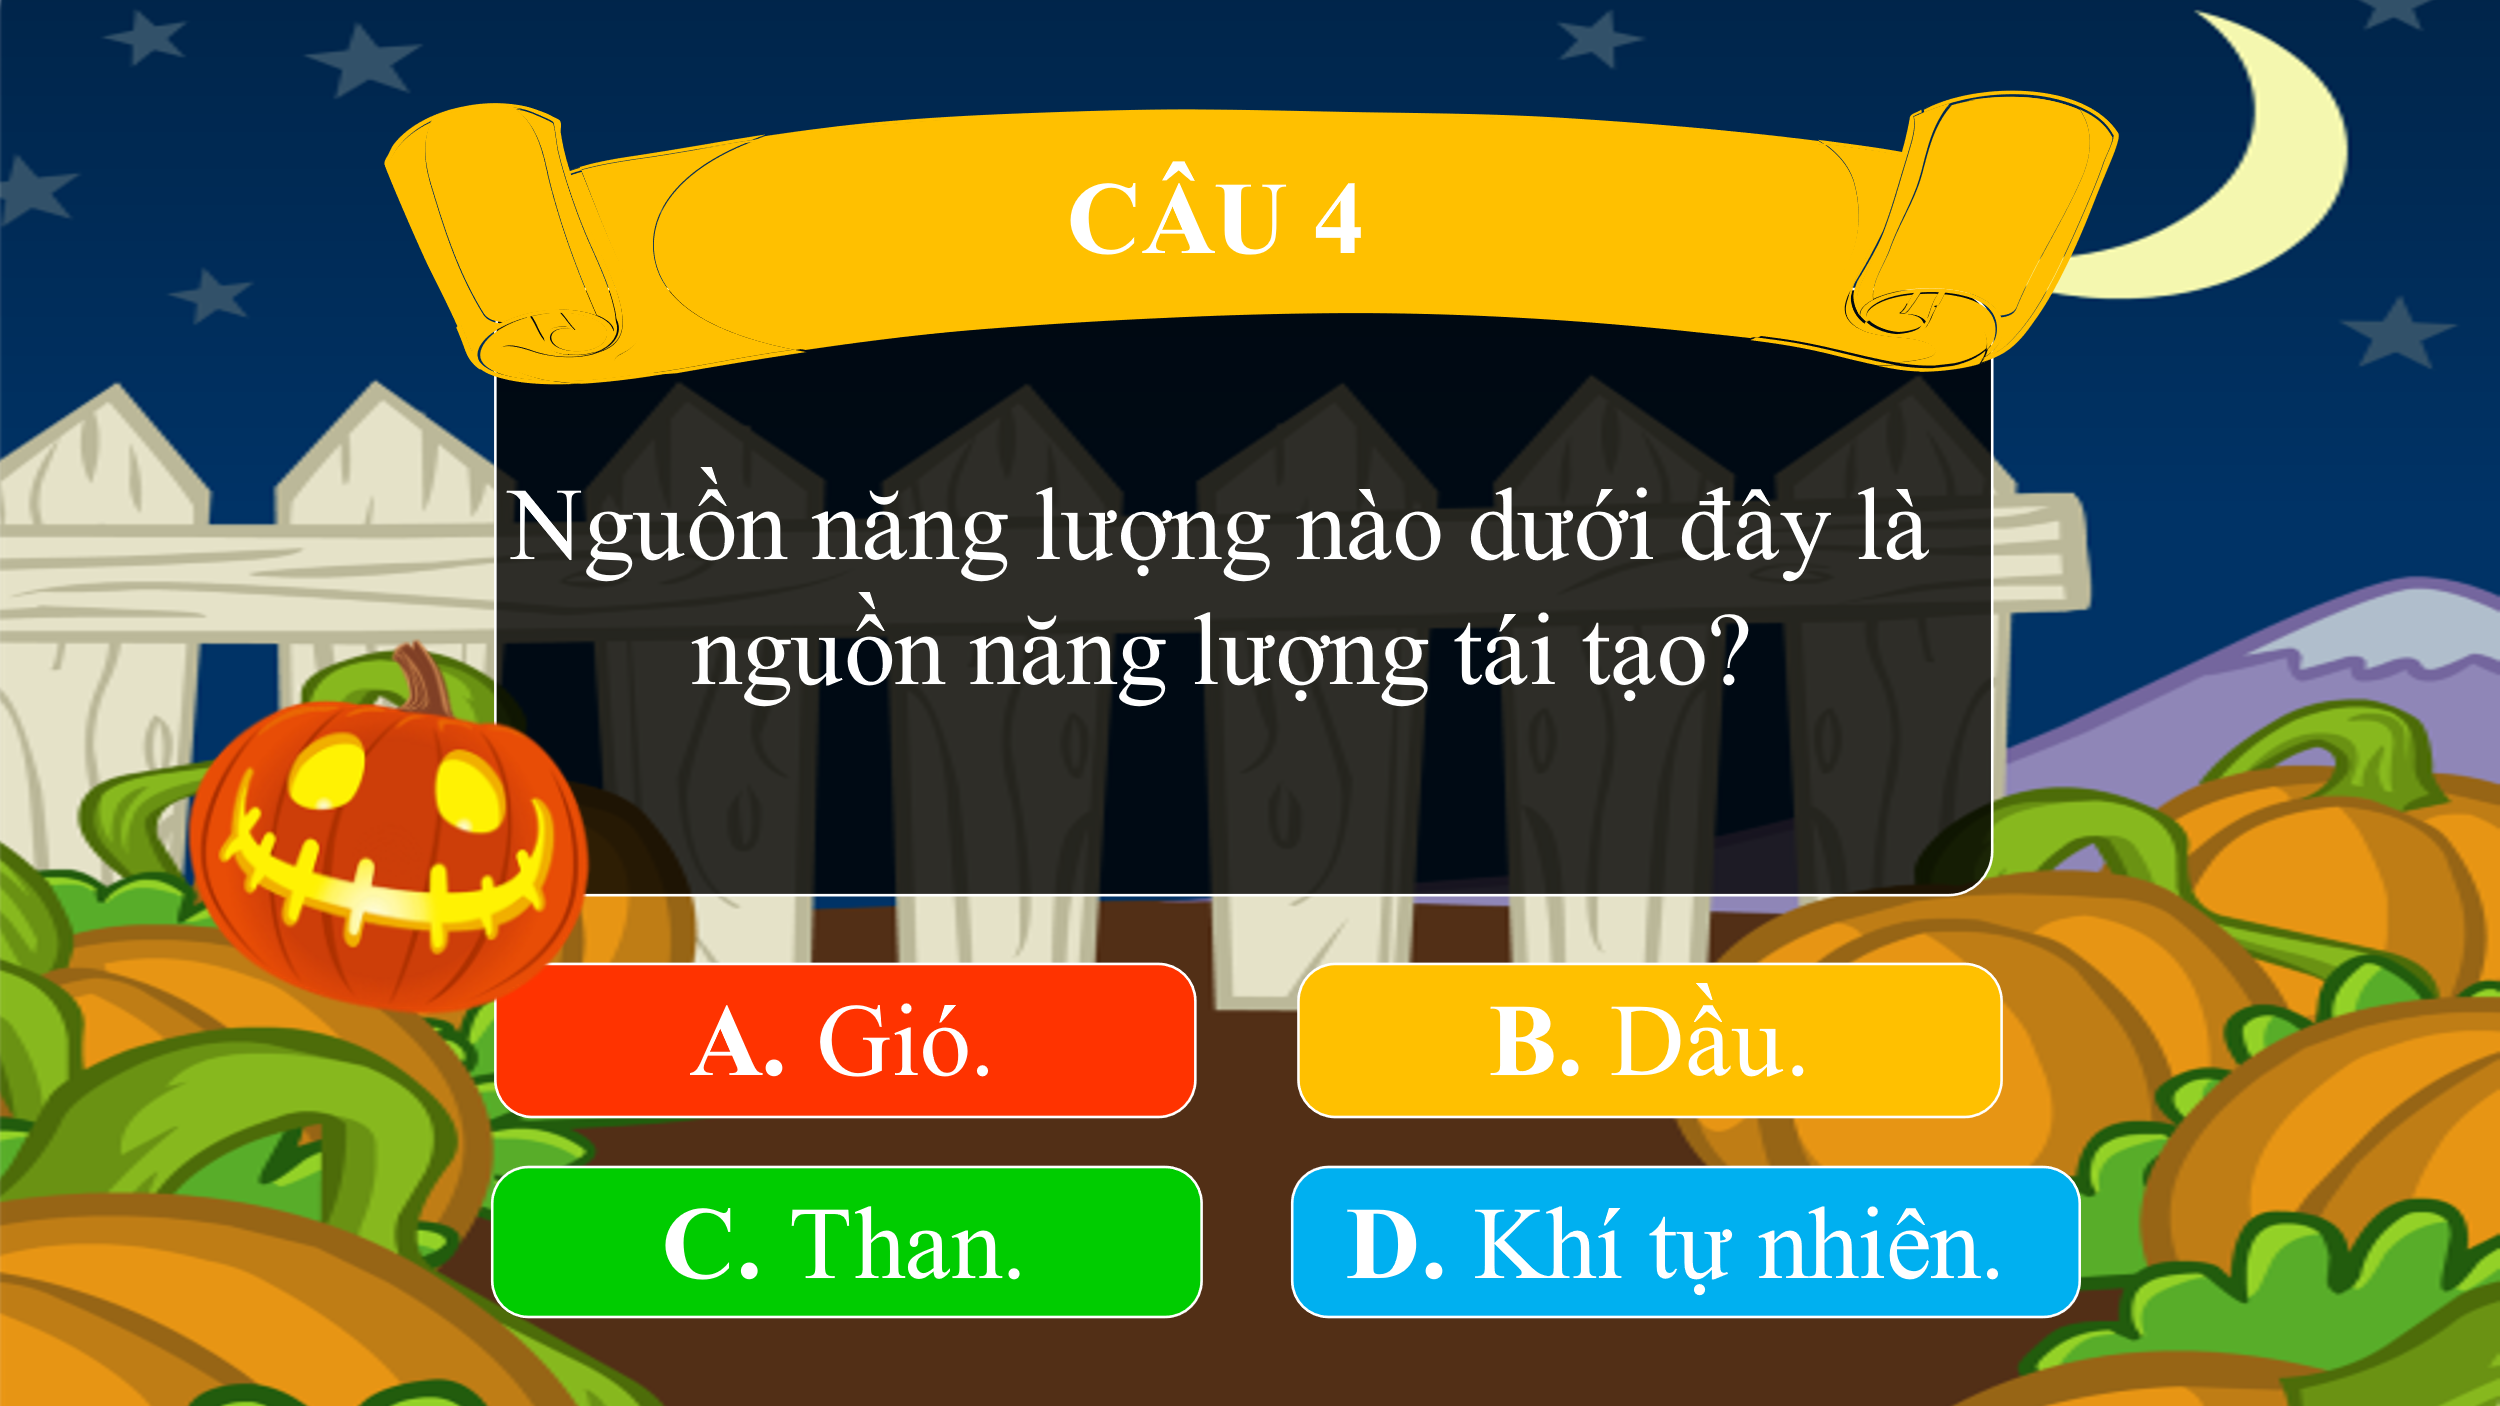 CÂU 4
Nguồn năng lượng nào dưới đây là
nguồn năng lượng tái tạo?
A. Gió.
B. Dầu.
C. Than.
D. Khí tự nhiên.